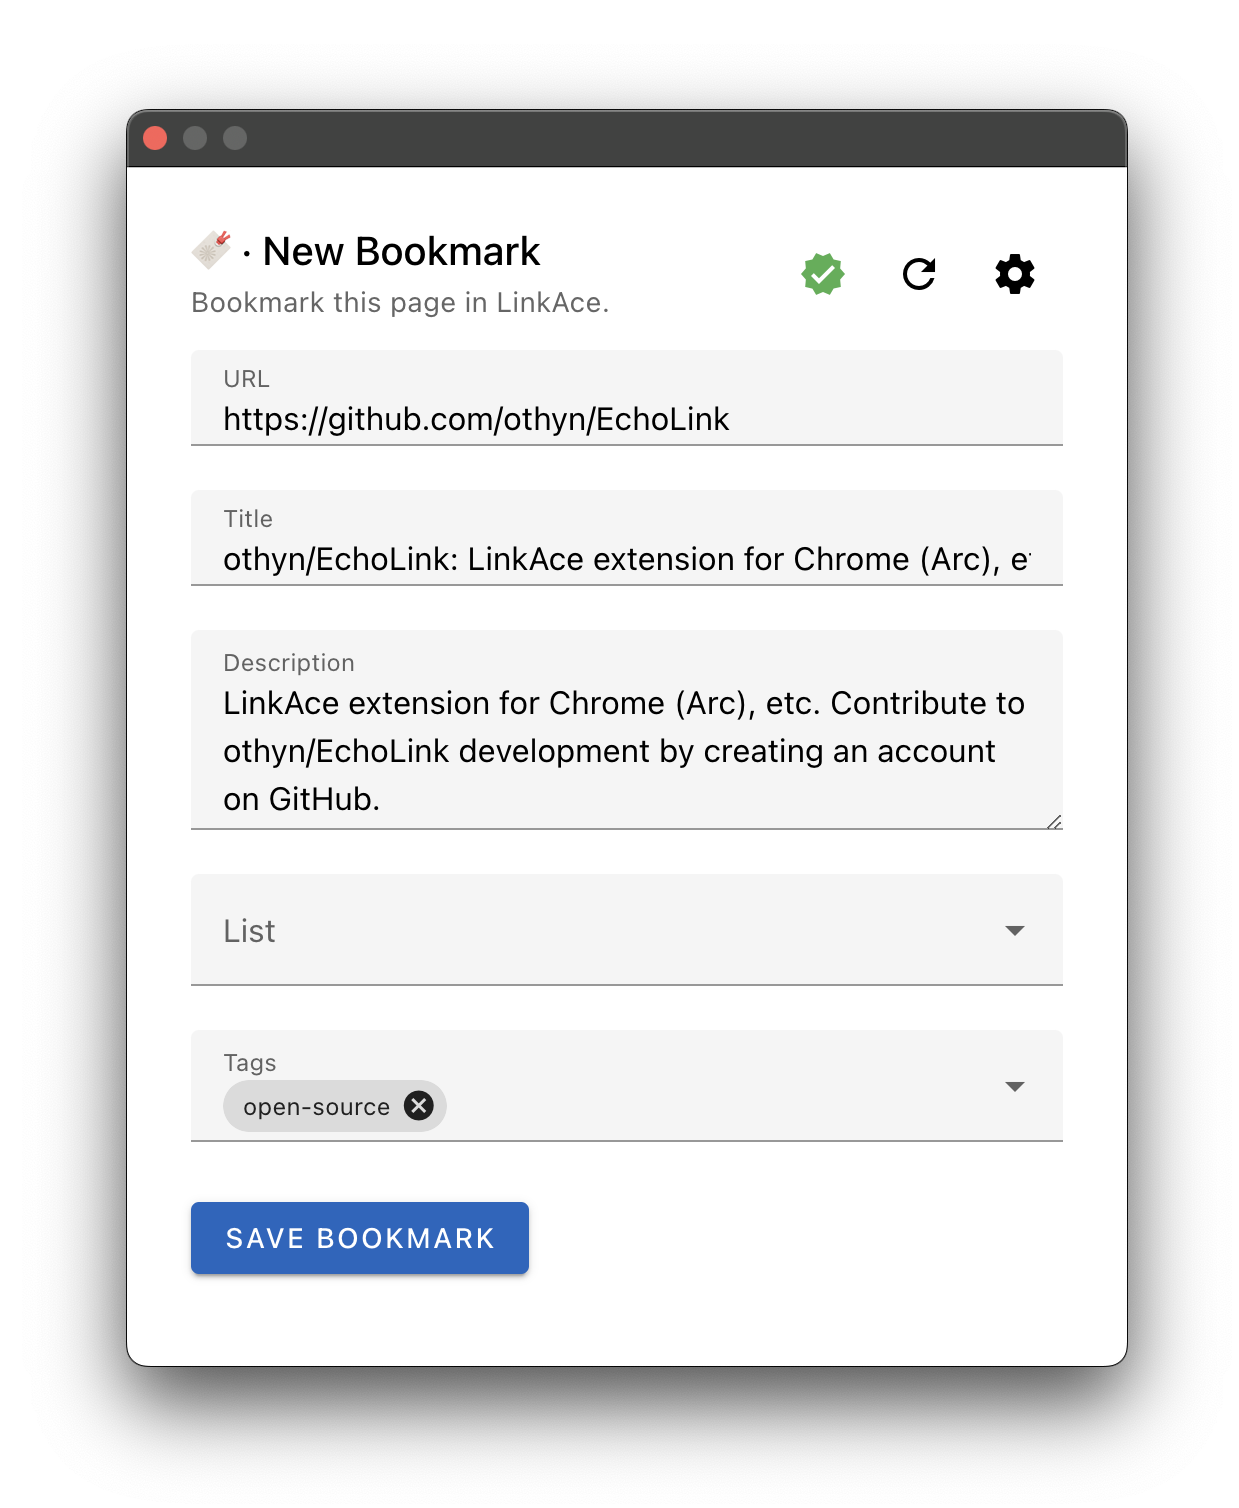 · New Bookmark
Bookmark this page in LinkAce.
URL
https://github.com/othyn/EchoLink
Title
othyn/EchoLink: LinkAce extension for Chrome (Arc), et
Description
LinkAce extension for Chrome (Arc), etc. Contribute to
othyn/EchoLink development by creating an account
on GitHub.
List
Tags
open-source
SAVE BOOKMARK